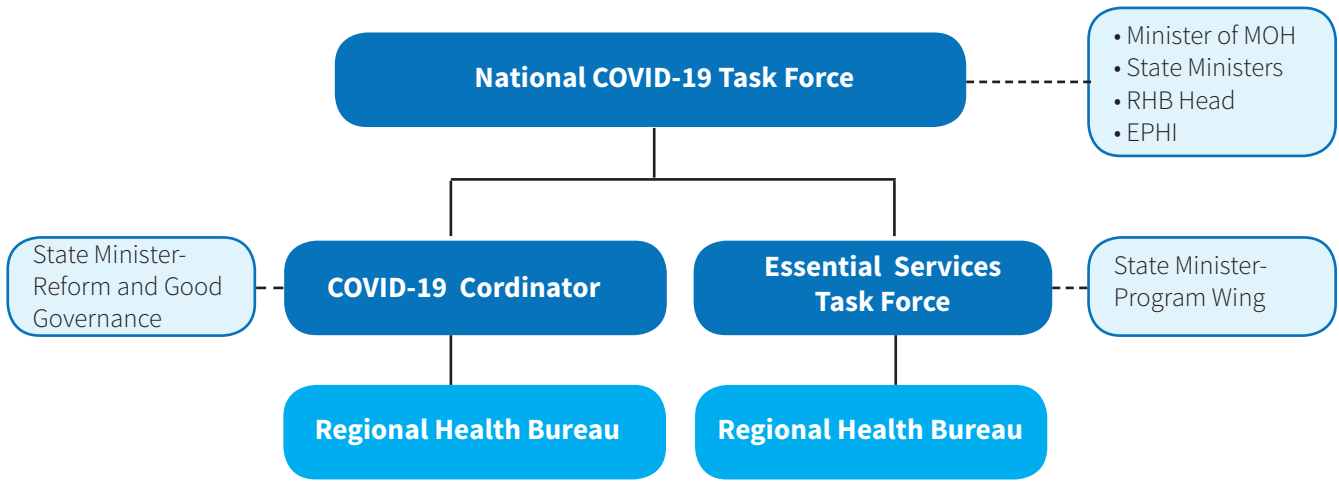 National COVID-19 Task Force
• Minister of MOH
• State Ministers
• RHB Head
• EPHI
State Minister-
Reform and Good
Governance
COVID-19 Cordinator
Essential Services
Task Force
State Minister-
Program Wing
Regional Health Bureau
Regional Health Bureau